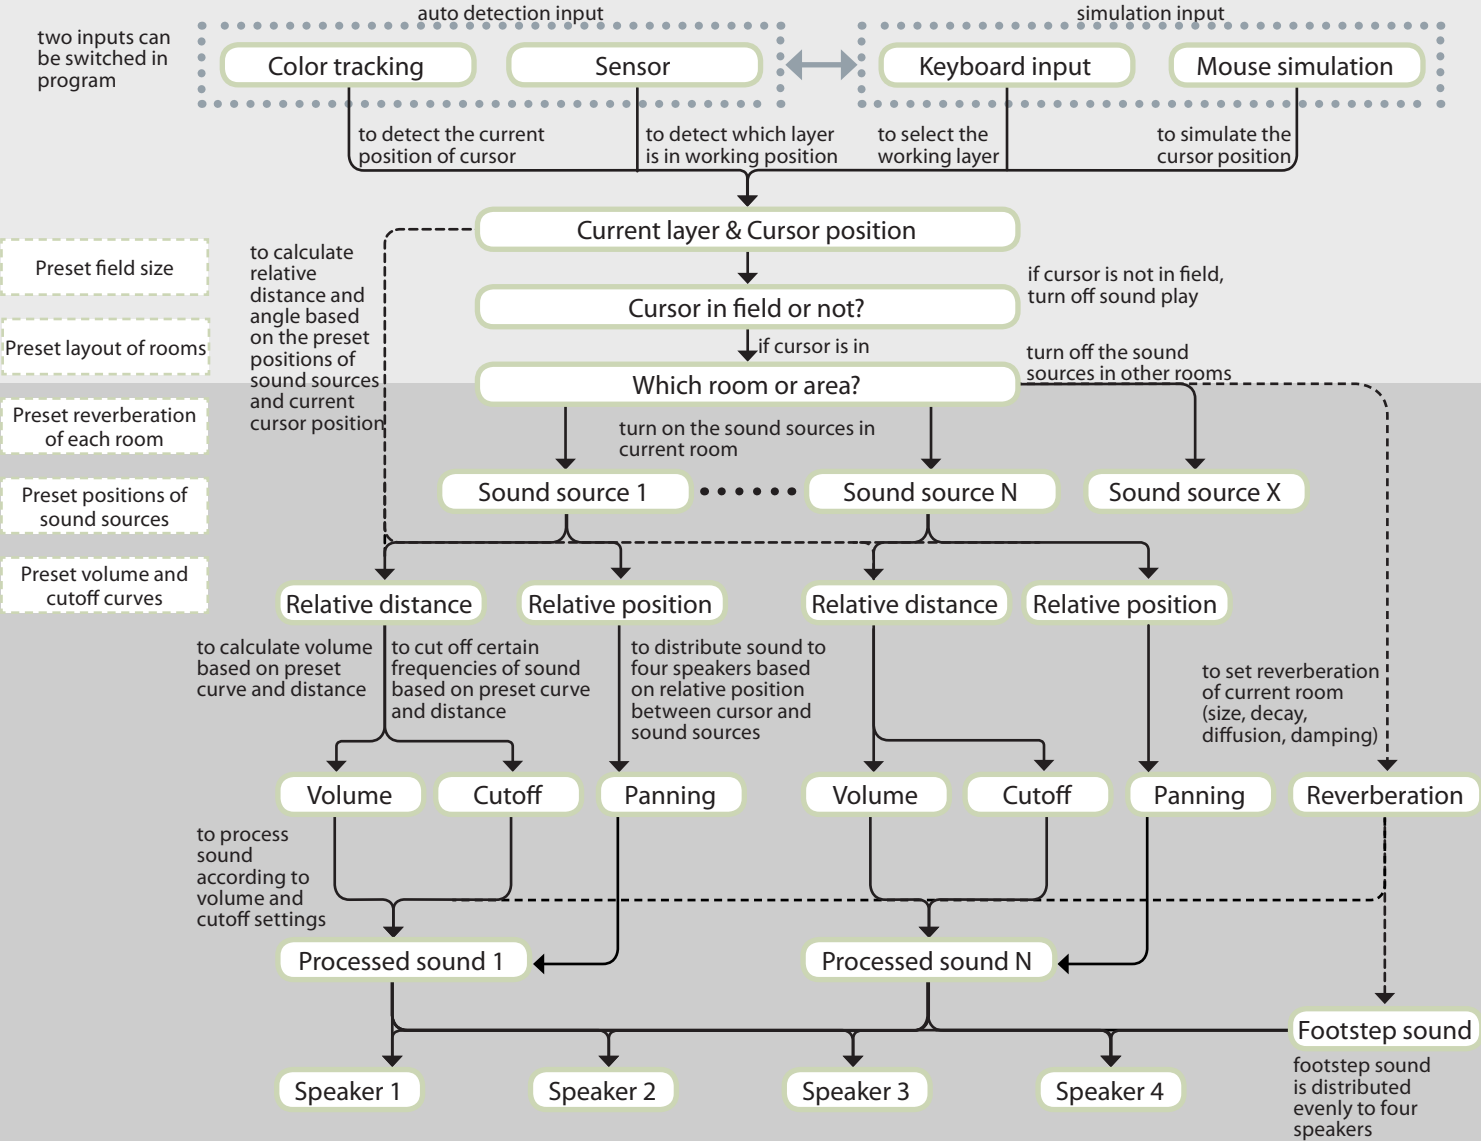 auto detection input
simulation input
two inputs can
be switched in
program
Color tracking
Sensor
Keyboard input
Mouse simulation
to detect the current
position of cursor
to detect which layer
is in working position
to select the
working layer
to simulate the
cursor position
Current layer & Cursor position
Preset field size
Preset layout of rooms
Preset reverberation
of each room
Preset positions of
sound sources
Preset volume and
cutoff curves
to calculate
relative
distance and
angle based
on the preset
positions of
sound sources
and current
cursor position
Cursor in field or not?
if cursor is not in field,
turn off sound play
if cursor is in
Which room or area?
turn off the sound
sources in other rooms
turn on the sound sources in
current room
Sound source 1
Sound source N
Sound source X
Relative distance
Relative position
Relative distance
Relative position
to calculate volume
based on preset
curve and distance
to cut off certain
frequencies of sound
based on preset curve
and distance
to distribute sound to
four speakers based
on relative position
between cursor and
sound sources
to set reverberation
of current room
(size, decay,
diffusion, damping)
Volume
Cutoff
Panning
Volume
Cutoff
Panning
Reverberation
to process
sound
according to
volume and
cutoff settings
Processed sound 1
Processed sound N
Footstep sound
footstep sound
is distributed
evenly to four
speakers
Speaker 1
Speaker 2
Speaker 3
Speaker 4